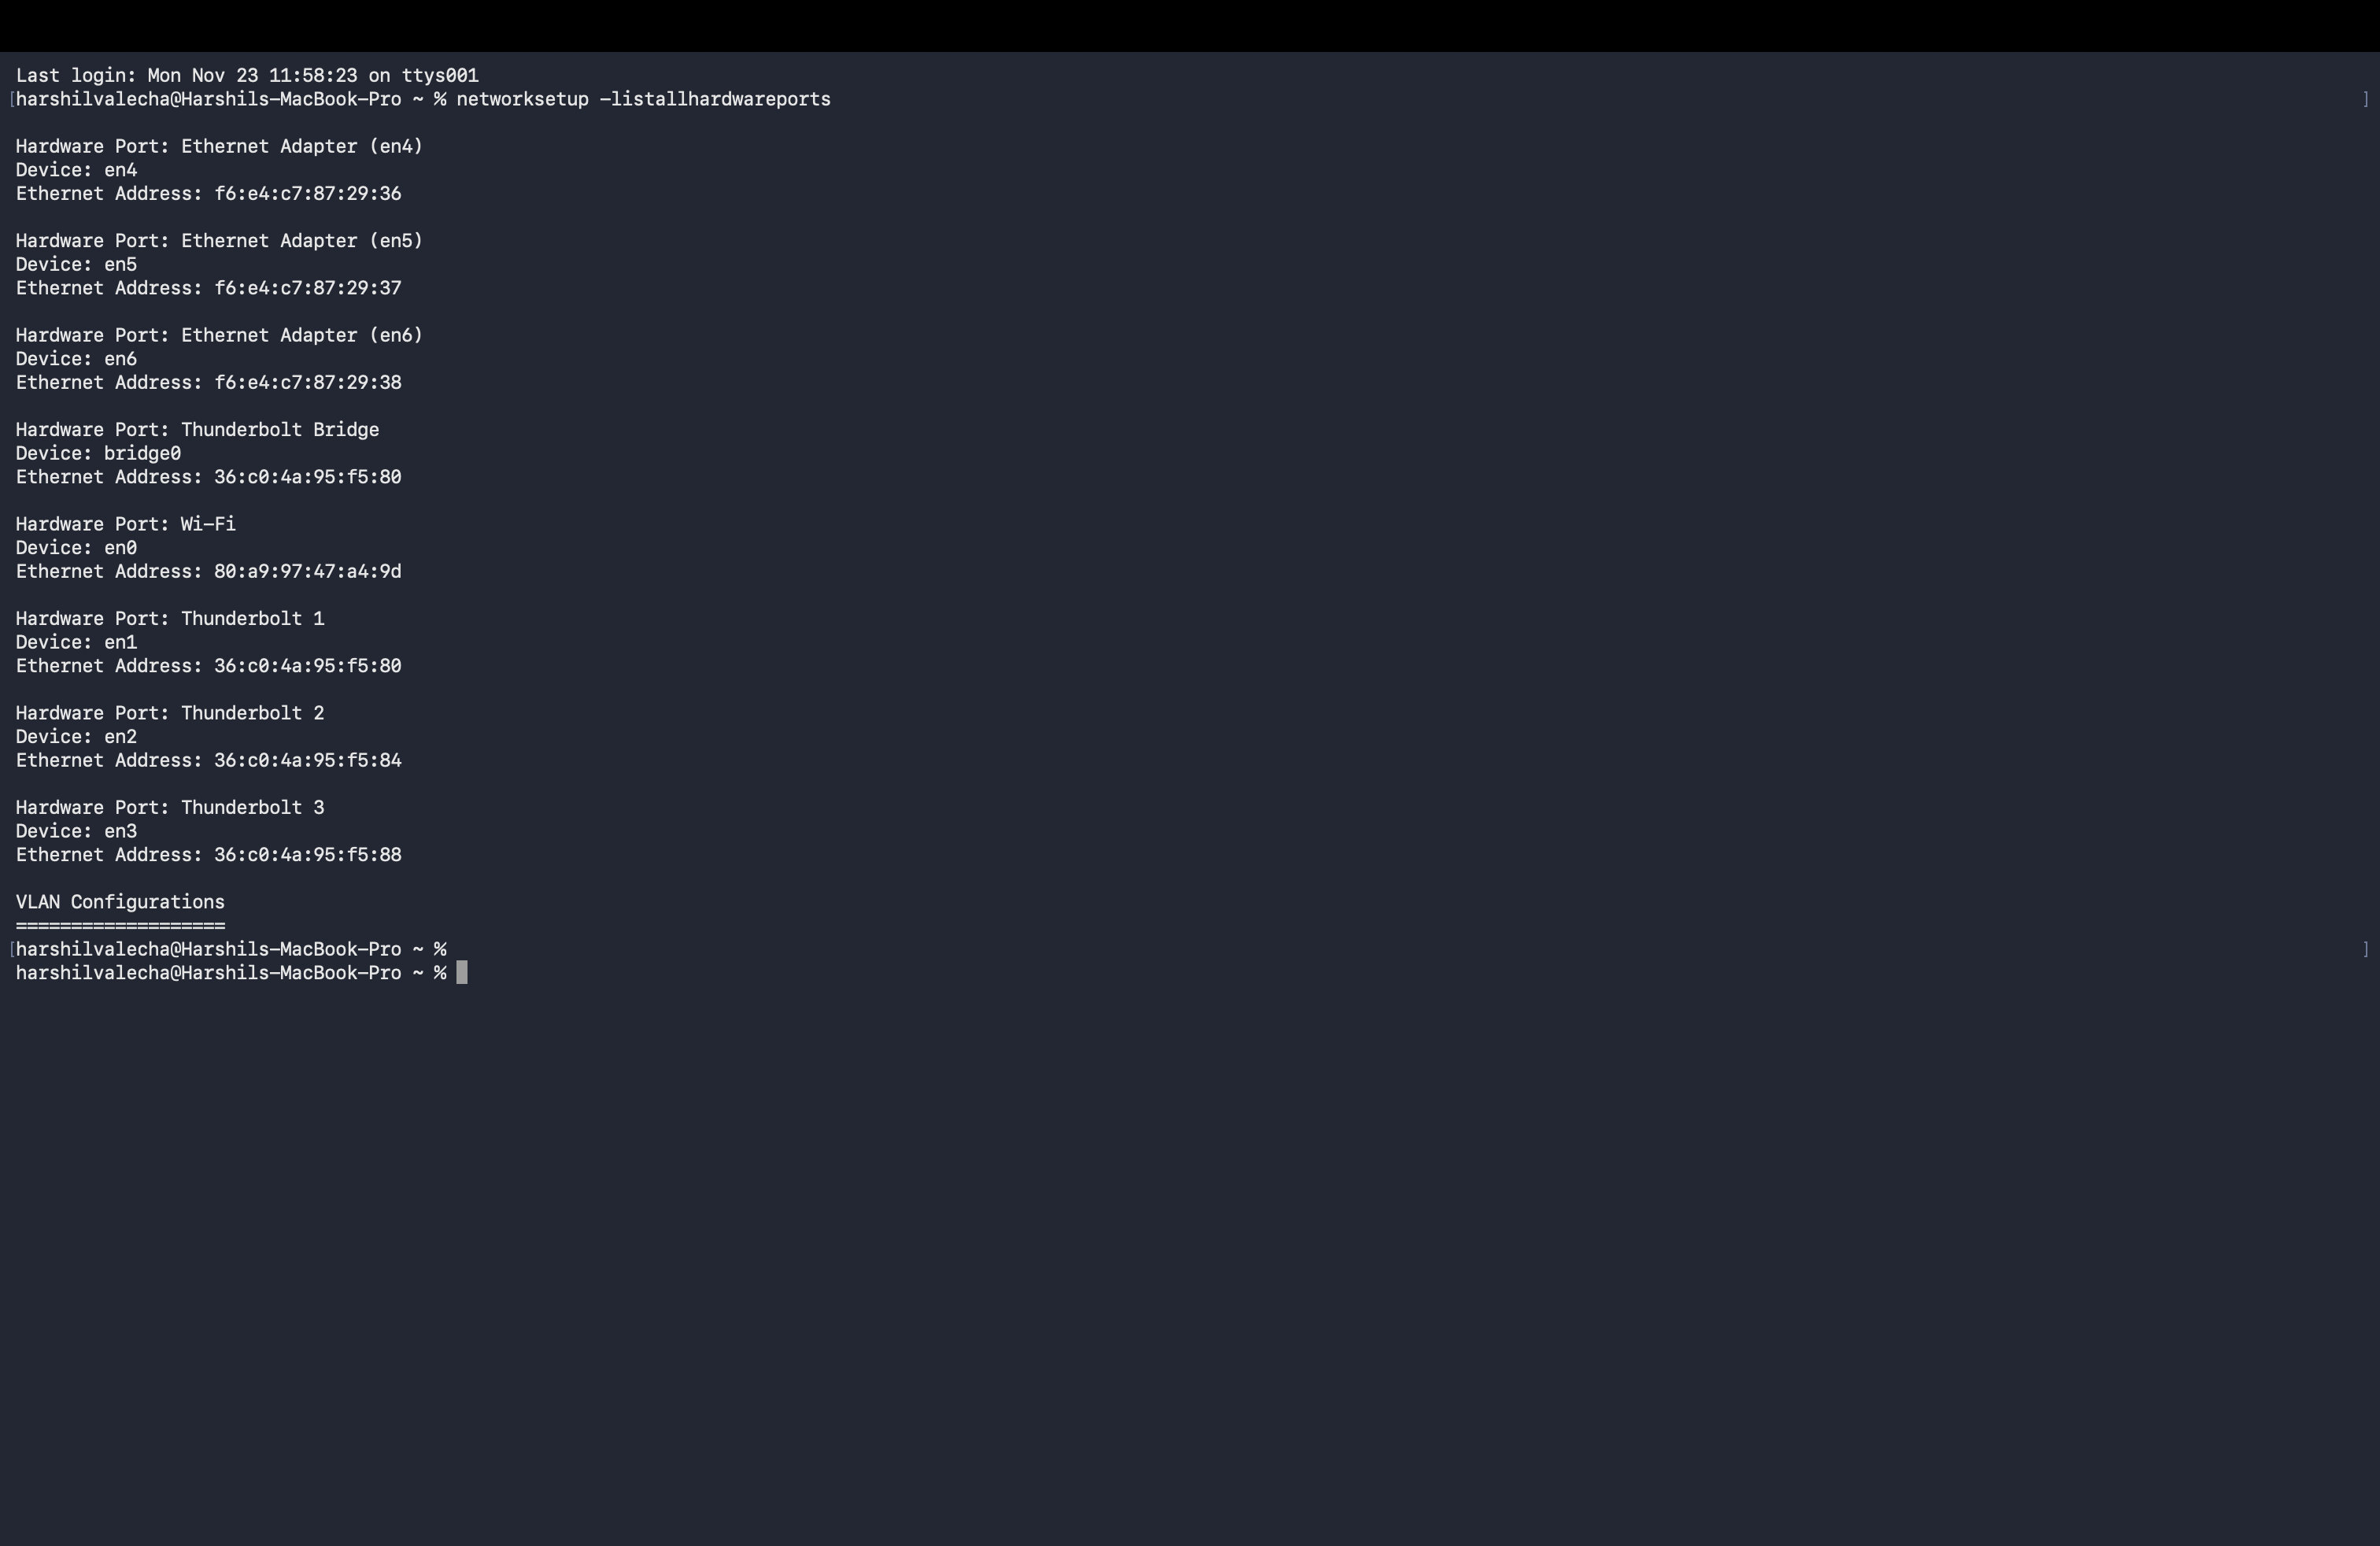 Last login: Mon Nov 23 11:58:23 on ttys001
[harshilvalecha@Harshils-MacBook-Pro ~ % networksetup -listallhardwareports ]
Hardware Port: Ethernet Adapter (en4)
Device: en4
Ethernet Address: f6:e4:c7:87:29:36
Hardware Port: Ethernet Adapter (en5)
Device: en5
Ethernet Address: f6:e4:c7:87:29:37
Hardware Port: Ethernet Adapter (en6)
Device: en6
Ethernet Address: f6:e4:c7:87:29:38
Hardware Port: Thunderbolt Bridge
Device: bridge0
Ethernet Address: 36:c0:4a:95:f5:80
Hardware Port: Wi-Fi
Device: en0
Ethernet Address: 80:a9:97:47:a4:9d
Hardware Port: Thunderbolt 1
Device: en1
Ethernet Address: 36:c0:4a:95:f5:80
Hardware Port: Thunderbolt 2
Device: en2
Ethernet Address: 36:c0:4a:95:f5:84
Hardware Port: Thunderbolt 3
Device: en3
Ethernet Address: 36:c0:4a:95:f5:88
VLAN Configurations
===================
[harshilvalecha@Harshils-MacBook-Pro ~ % ]
harshilvalecha@Harshils-MacBook-Pro ~ %